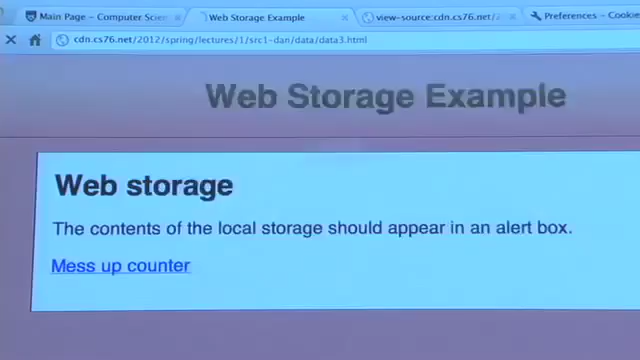 Main Page – Computer Scien
Web Storage Example
view-source:cdn.cs76.net/2
Preferences – Cookie
cdn.cs76.net/2012/spring/lectures/1/src1-dan/data/data3.html
Web Storage Example
Web storage
The contents of the local storage should appear in an alert box.
Mess up counter